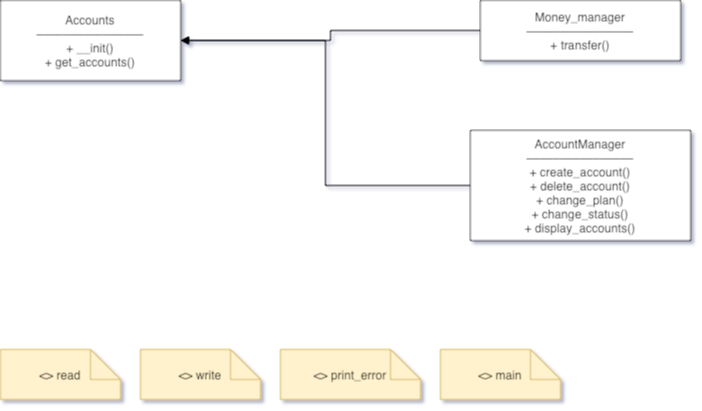 Accounts
+ __init()
+ get_accounts()
Money_manager
+ transfer()
AccountManager
+ create_account()
+ delete_account()
+ change_plan()
+ change_status()
+ display_accounts()
<> read
<> write
<> print_error
<> main